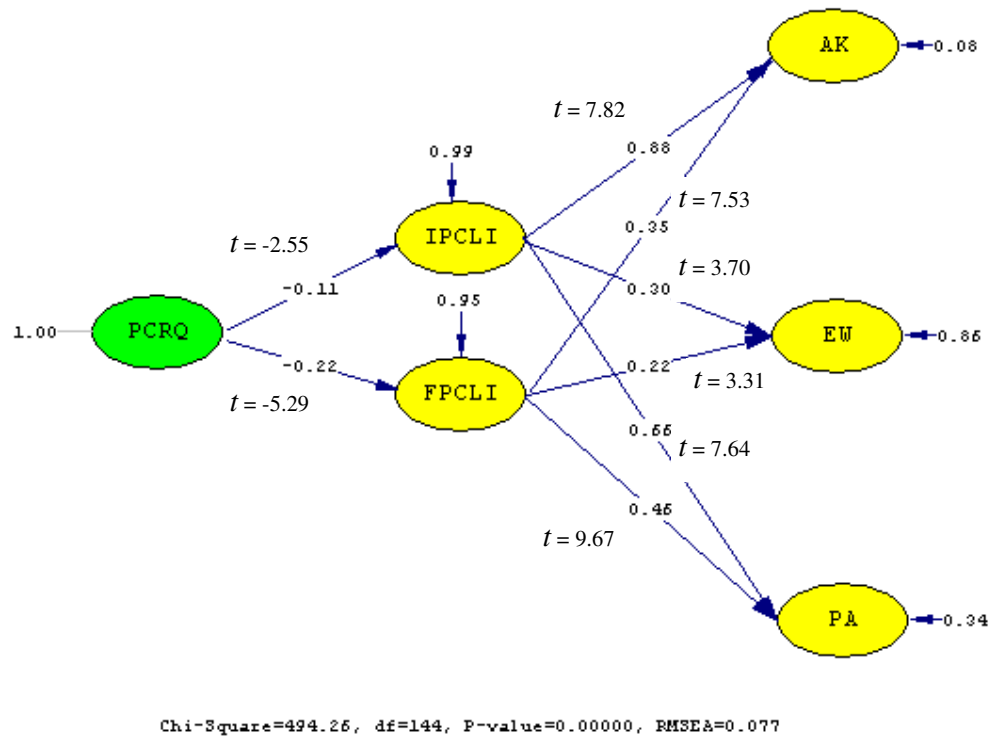 AK
0.08
t = 7.82
0.88
0.99
t = 7.53
IPCLI
0.35
t = -2.55
t = 3.70
-0.11
0.30
0.95
1.00
PCRQ
EW
0.86
-0.22
FPCLI
0.22
t = 3.31
t = -5.29
0.66
t = 7.64
0.46
t = 9.67
PA
0.34
Chi-Square=494.26, df=144, P-value=0.00000, RMSEA=0.077